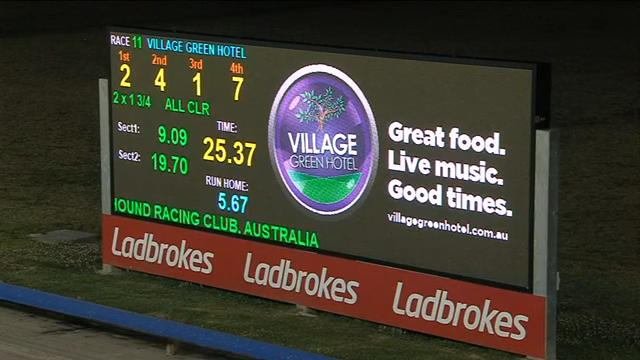 RACE 11 VILLAGE GREEN HOTEL
1st 2nd 3rd 4th
2 4 1 7
2 x 1 3/4 ALL CLR
Sect1: 9.09
Sect2: 19.70
TIME:
25.37
RUN HOME:
5.67
HOUND RACING CLUB. AUSTRALIA
VILLAGE
GREEN HOTEL
Great food.
Live music.
Good times.
villagegreenhotel.com.au
Ladbrokes Ladbrokes Ladbrokes